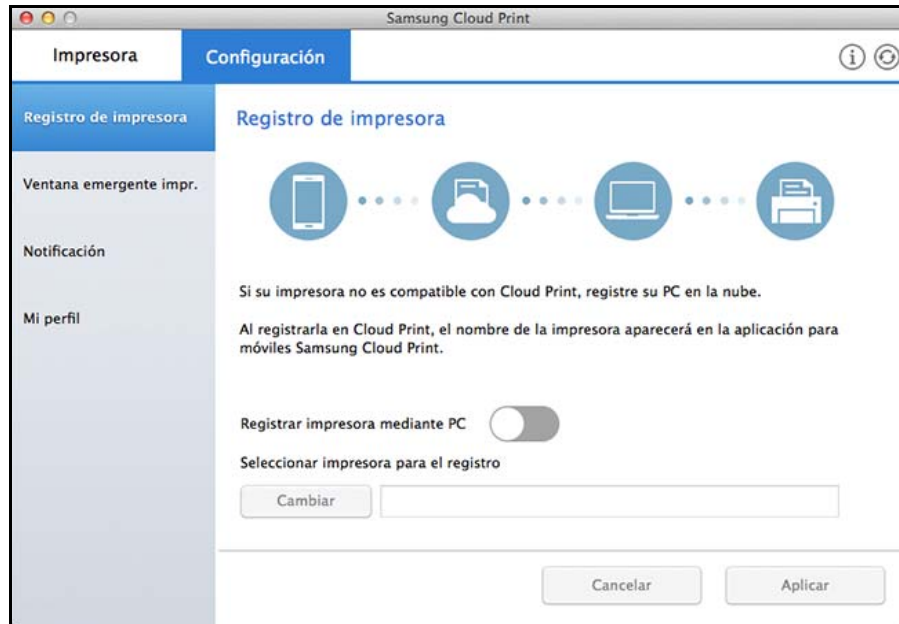 Samsung Cloud Print
Impresora
Configuración
Registro de impresora
Ventana emergente impr.
Notificación
Mi perfil
Registro de impresora
Si su impresora no es compatible con Cloud Print, registre su PC en la nube.
Al registrarla en Cloud Print, el nombre de la impresora aparecerá en la aplicación para
móviles Samsung Cloud Print.
Registrar impresora mediante PC
Seleccionar impresora para el registro
Cambiar
Cancelar
Aplicar